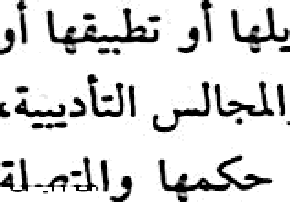 يلها أو تطبيقها أو
المجالس التأديبية،
حكمها والمتصلة